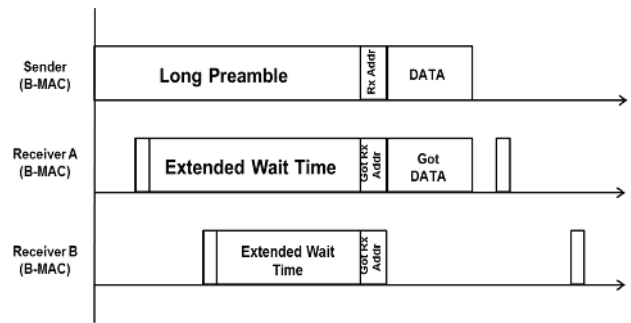 Sender
(B-MAC)
Long Preamble
Rx Addr
DATA
Receiver A
(B-MAC)
Extended Wait Time
Got Rx
Addr
Got
DATA
Receiver B
(B-MAC)
Extended Wait
Time
Got Rx
Addr